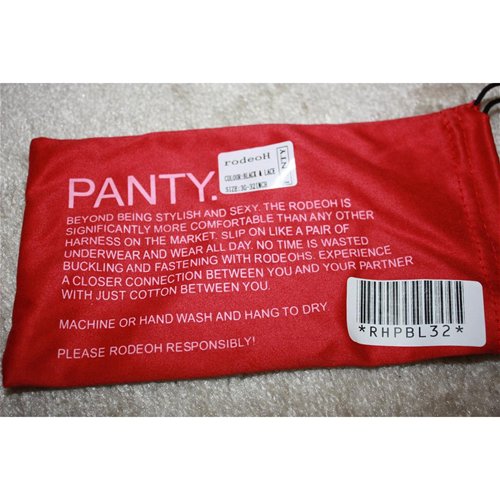 rodeoH
COLOUR:BLACK & LACE
PANTY.
BEYOND BEING STYLISH AND SEXY. THE RODEOH IS
SIGNIFICANTLY MORE COMFORTABLE THAN ANY OTHER
HARNESS ON THE MARKET. SLIP ON LIKE A PAIR OF
UNDERWEAR AND WEAR ALL DAY. NO TIME IS WASTED
BUCKLING AND FASTENING WITH RODEOHS. EXPERIENCE
A CLOSER CONNECTION BETWEEN YOU AND YOUR PARTNER
WITH JUST COTTON BETWEEN YOU.
MACHINE OR HAND WASH AND HANG TO DRY
PLEASE RODEOH RESPONSIBLY!
*RHPBL32*